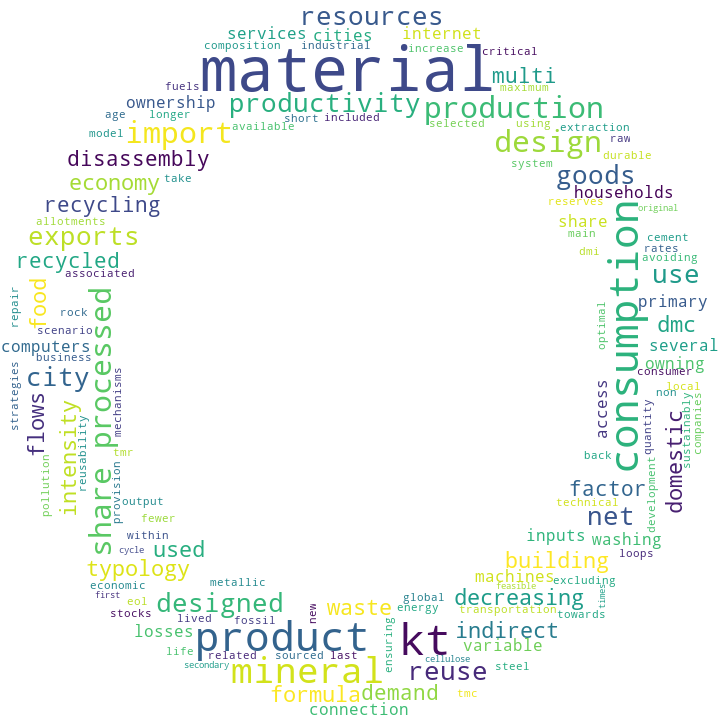 resources
services cities internet
composition industrial increase critical
material multi
fuels maximum
ownership productivity production
age longer short included selected using extraction
model import available design raw
disassembly system durable
economy take goods households
recycling reserves original
allotments share
exports main cement
recycled dmi rates avoiding
associated use
food primary
repair rock optimal dmc
scenario several
computers business owning
city consumer
strategies share processed mechanisms consumption local
flows access quantity non companies
intensity reusability domestic sustainably
pollution tmr back
provision output factor development
fewer technical net
within inputs washing
cycle used loops
typology building
economic metallic machines excluding
first eol feasible
designed global decreasing times
stocks lived fossil new waste energy transportation towards
losses product kt indirect
life related sourced last ensuring variable
secondary mineral cellulose reuse steel
formula demand tmc
connection